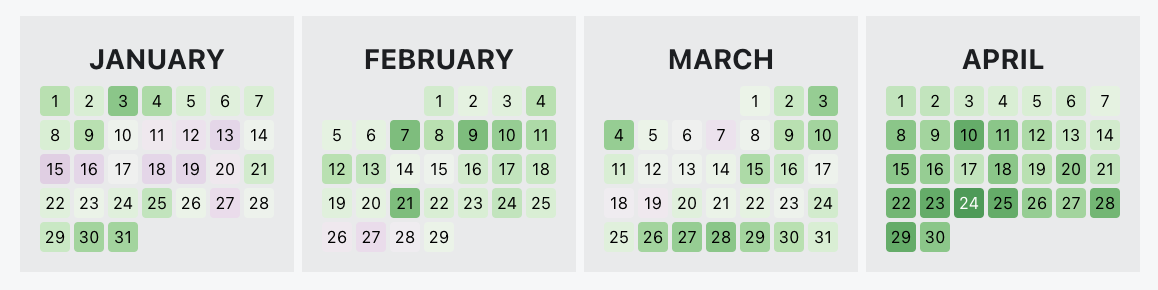 JANUARY
1 2 3 4 5 6 7
8 9 10 11 12 13 14
15 16 17 18 19 20 21
22 23 24 25 26 27 28
29 30 31
FEBRUARY
1 2 3 4
5 6 7 8 9 10 11
12 13 14 15 16 17 18
19 20 21 22 23 24 25
26 27 28 29
MARCH
1 2 3
4 5 6 7 8 9 10
11 12 13 14 15 16 17
18 19 20 21 22 23 24
25 26 27 28 29 30 31
APRIL
1 2 3 4 5 6 7
8 9 10 11 12 13 14
15 16 17 18 19 20 21
22 23 24 25 26 27 28
29 30